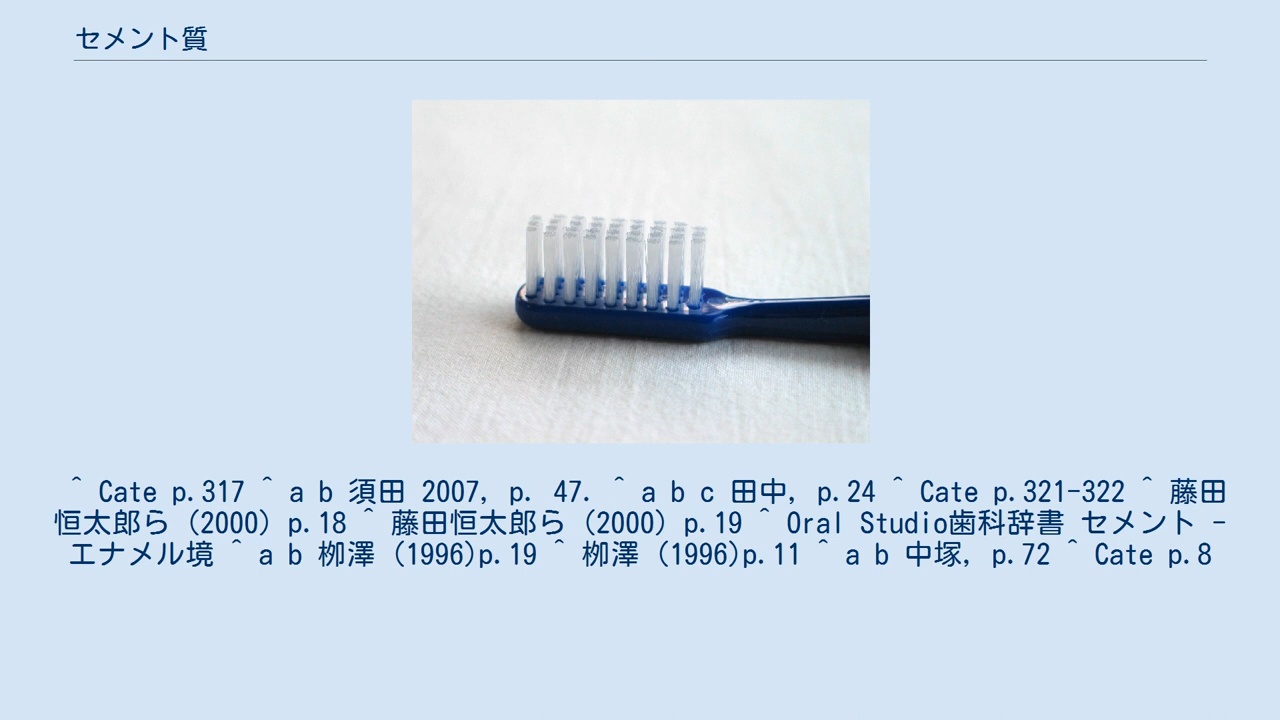 セメント質
^ Cate p.317 ^ a b 須田 2007, p. 47. ^ a b c 田中, p.24 ^ Cate p.321-322 ^ 藤田
恒太郎ら (2000) p.18 ^ 藤田恒太郎ら (2000) p.19 ^ Oral Studio歯科辞書 セメント -
エナメル境 ^ a b 栁澤 (1996)p.19 ^ 栁澤 (1996)p.11 ^ a b 中塚, p.72 ^ Cate p.8